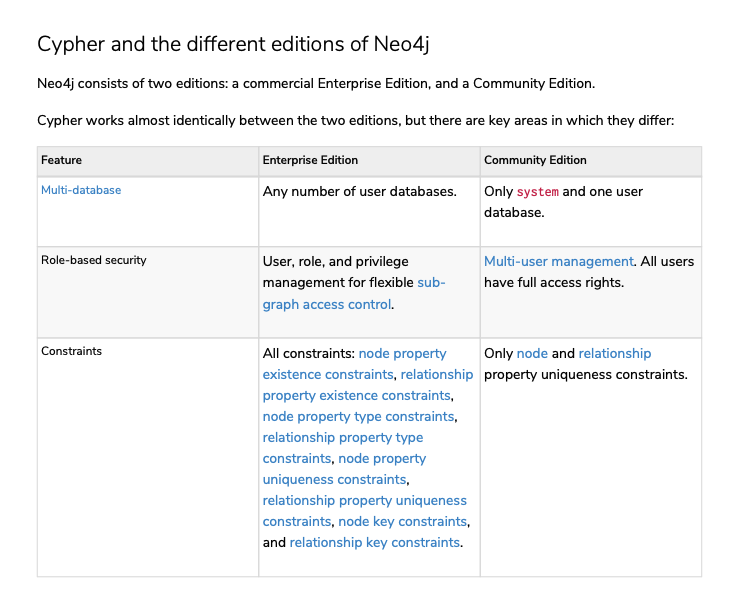 Cypher and the different editions of Neo4j
Neo4j consists of two editions: a commercial Enterprise Edition, and a Community Edition.
Cypher works almost identically between the two editions, but there are key areas in which they differ:
Feature
Enterprise Edition
Community Edition
Multi-database
Any number of user databases.
Only system and one user
database.
Role-based security
User, role, and privilege
management for flexible sub-
graph access control.
Multi-user management. All users
have full access rights.
Constraints
All constraints: node property
existence constraints, relationship
property existence constraints,
node property type constraints,
relationship property type
constraints, node property
uniqueness constraints,
relationship property uniqueness
constraints, node key constraints,
and relationship key constraints.
Only node and relationship
property uniqueness constraints.